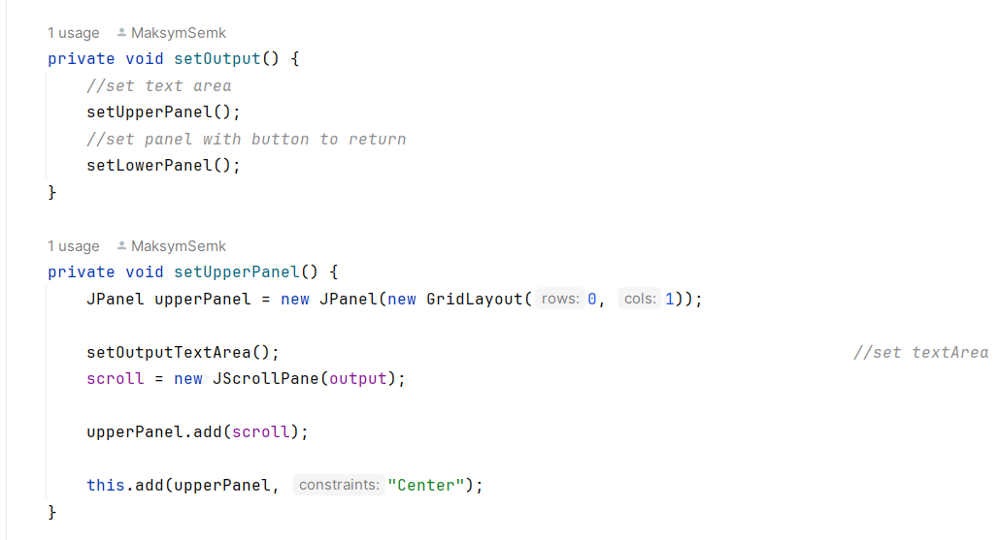 1 usage MaksymSemk
private void setOutput() {
//set text area
setUpperPanel();
//set panel with button to return
setLowerPanel();
}
1 usage MaksymSemk
private void setUpperPanel() {
JPanel upperPanel = new JPanel(new GridLayout( rows: 0, cols: 1));
setOutputTextArea(); //set textArea
scroll = new JScrollPane(output);
upperPanel.add(scroll);
this.add(upperPanel, constraints: "Center");
}